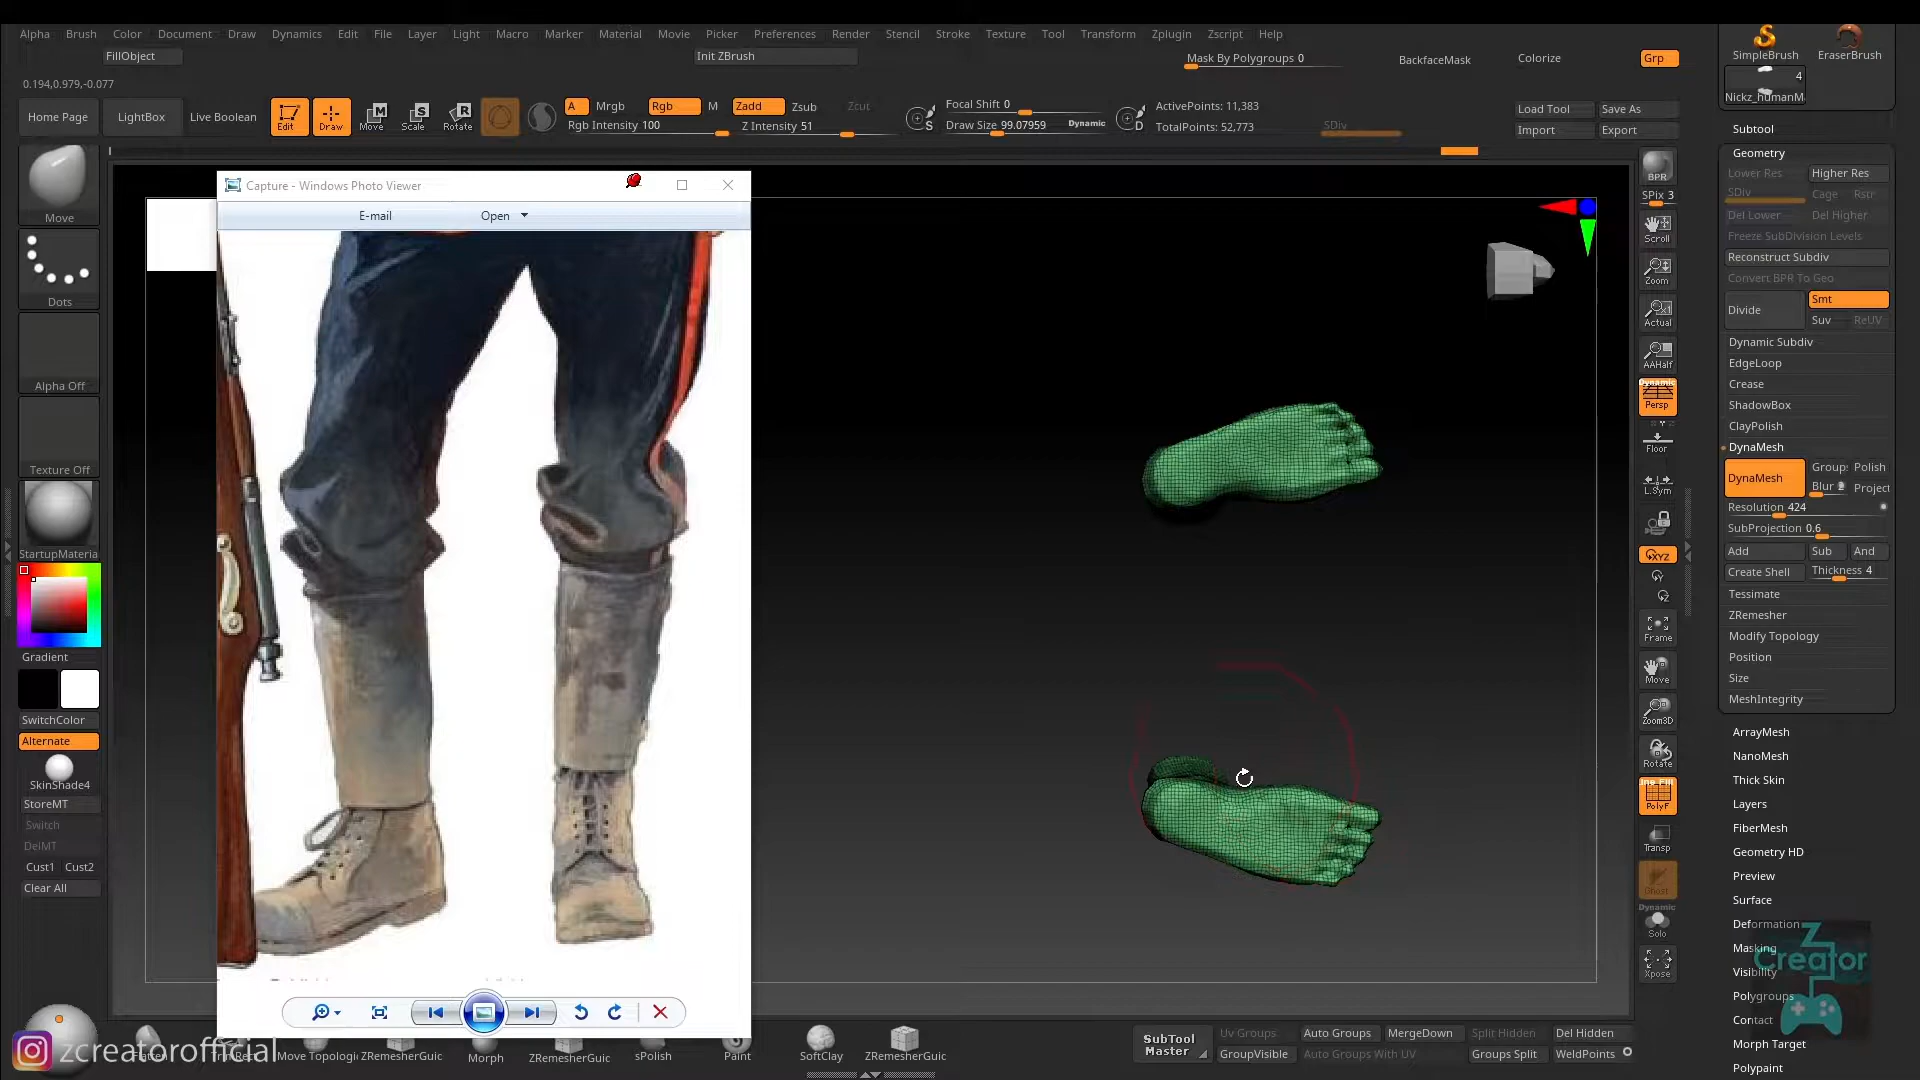 Alpha Brush Color Document Draw Dynamics Edit File Layer Light Macro Marker Material Movie Picker Preferences Render Stencil Stroke Texture Tool Transform Zplugin Zscript Help
FillObject Init ZBrush Mask By Polygroups 0 BackfaceMask Colorize Grp
SimpleBrush EraserBrush
0.194,0.979,-0.077
4
Nickz_humanM
Home Page LightBox Live Boolean Edit Draw Move Scale Rotate
A Mrgb Rgb M Zadd Zsub Zcut
Rgb Intensity 100 Z Intensity 51
S Focal Shift 0
Draw Size 99.07959 Dynamic D
ActivePoints: 11,383
TotalPoints: 52,773
SDiv
Load Tool Save As
Import Export
Subtool
Geometry
Lower Res Higher Res
SDiv Cage Rstr
Del Lower Del Higher
Freeze SubDivision Levels
Reconstruct Subdiv
Convert BPR To Geo
Divide Smt
Suv ReUV
Dynamic Subdiv
EdgeLoop
Crease
ShadowBox
ClayPolish
DynaMesh
DynaMesh Group Polish
Blur 2 Project
Resolution 424
SubProjection 0.6
Add Sub And
Create Shell Thickness 4
Tessimate
ZRemesher
Modify Topology
Position
Size
MeshIntegrity
ArrayMesh
NanoMesh
Thick Skin
Layers
FiberMesh
Geometry HD
Preview
Surface
Deformation
Masking
Visibility
Polygroups
Contact
Morph Target
Polypaint
Z
Creator
BPR
SPix 3
Scroll
Zoom
Actual
AAHalf
Dynamic
Persp
Floor
L.Sym
XYZ
Y
Z
Frame
Move
Zoom3D
Rotate
PolyF
Transp
Ghost
Dynamic
Solo
Xpose
Move
Dots
Alpha Off
Texture Off
StartupMateria
Gradient
SwitchColor
Alternate
SkinShade4
StoreMT
Switch
DelMT
Cust1 Cust2
Clear All
Capture - Windows Photo Viewer
E-mail Open
zcreatorofficial
Move Topologi ZRemesherGuic Morph ZRemesherGuic sPolish Paint SoftClay ZRemesherGuic
SubTool
Master
Uv Groups Auto Groups MergeDown Split Hidden Del Hidden
GroupVisible Auto Groups With UV Groups Split WeldPoints